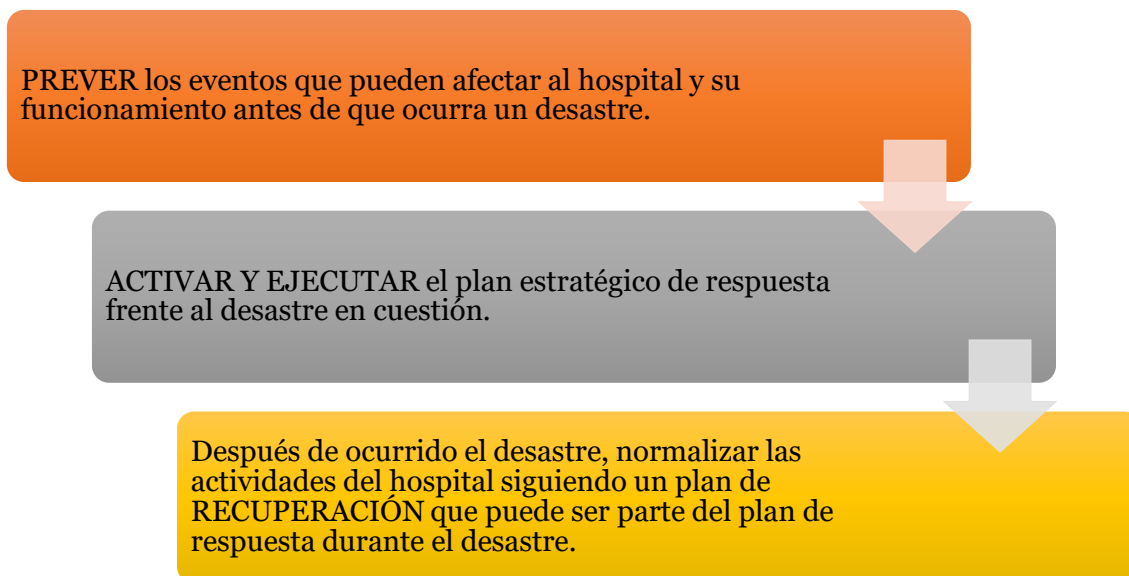 PREVER los eventos que pueden afectar al hospital y su
funcionamiento antes de que ocurra un desastre.
ACTIVAR Y EJECUTAR el plan estratégico de respuesta
frente al desastre en cuestión.
Después de ocurrido el desastre, normalizar las
actividades del hospital siguiendo un plan de
RECUPERACIÓN que puede ser parte del plan de
respuesta durante el desastre.